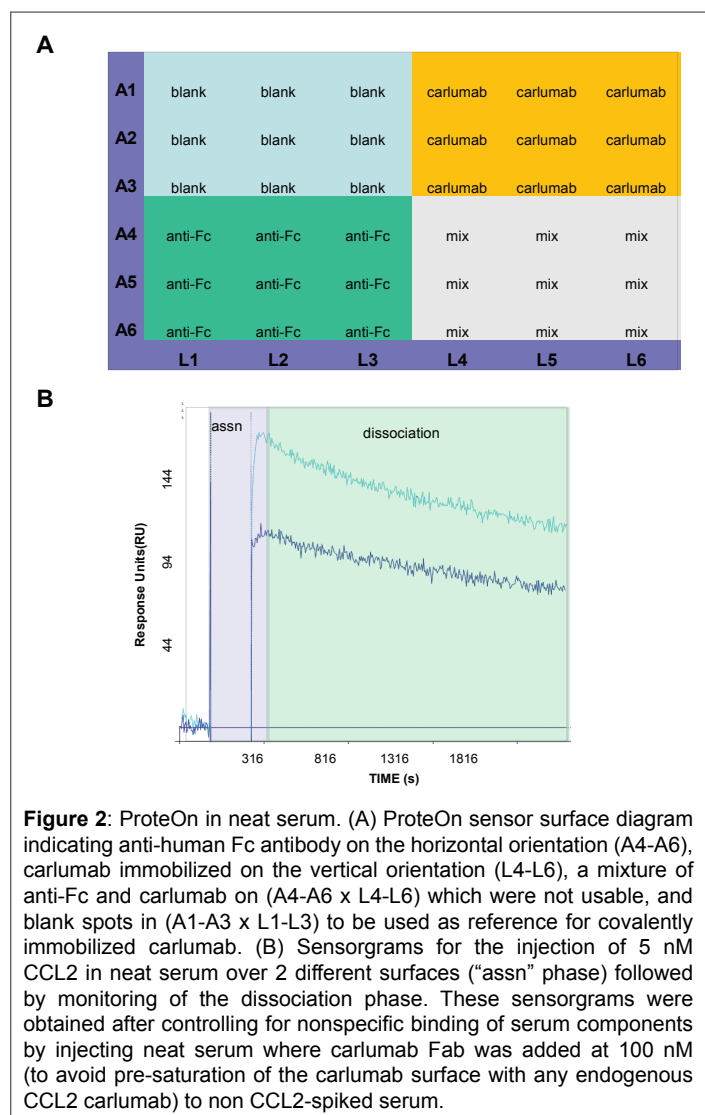 A
A1 blank blank blank carlumab carlumab carlumab
A2 blank blank blank carlumab carlumab carlumab
A3 blank blank blank carlumab carlumab carlumab
A4 anti-Fc anti-Fc anti-Fc mix mix mix
A5 anti-Fc anti-Fc anti-Fc mix mix mix
A6 anti-Fc anti-Fc anti-Fc mix mix mix
L1 L2 L3 L4 L5 L6
B
assn
dissociation
144
94
44
Response Units(RU)
316 816 1316 1816
TIME (s)
Figure 2: ProteOn in neat serum. (A) ProteOn sensor surface diagram
indicating anti-human Fc antibody on the horizontal orientation (A4-A6),
carlumab immobilized on the vertical orientation (L4-L6), a mixture of
anti-Fc and carlumab on (A4-A6 x L4-L6) which were not usable, and
blank spots in (A1-A3 x L1-L3) to be used as reference for covalently
immobilized carlumab. (B) Sensorgrams for the injection of 5 nM
CCL2 in neat serum over 2 different surfaces (“assn” phase) followed
by monitoring of the dissociation phase. These sensorgrams were
obtained after controlling for nonspecific binding of serum components
by injecting neat serum where carlumab Fab was added at 100 nM
(to avoid pre-saturation of the carlumab surface with any endogenous
CCL2 carlumab) to non CCL2-spiked serum.